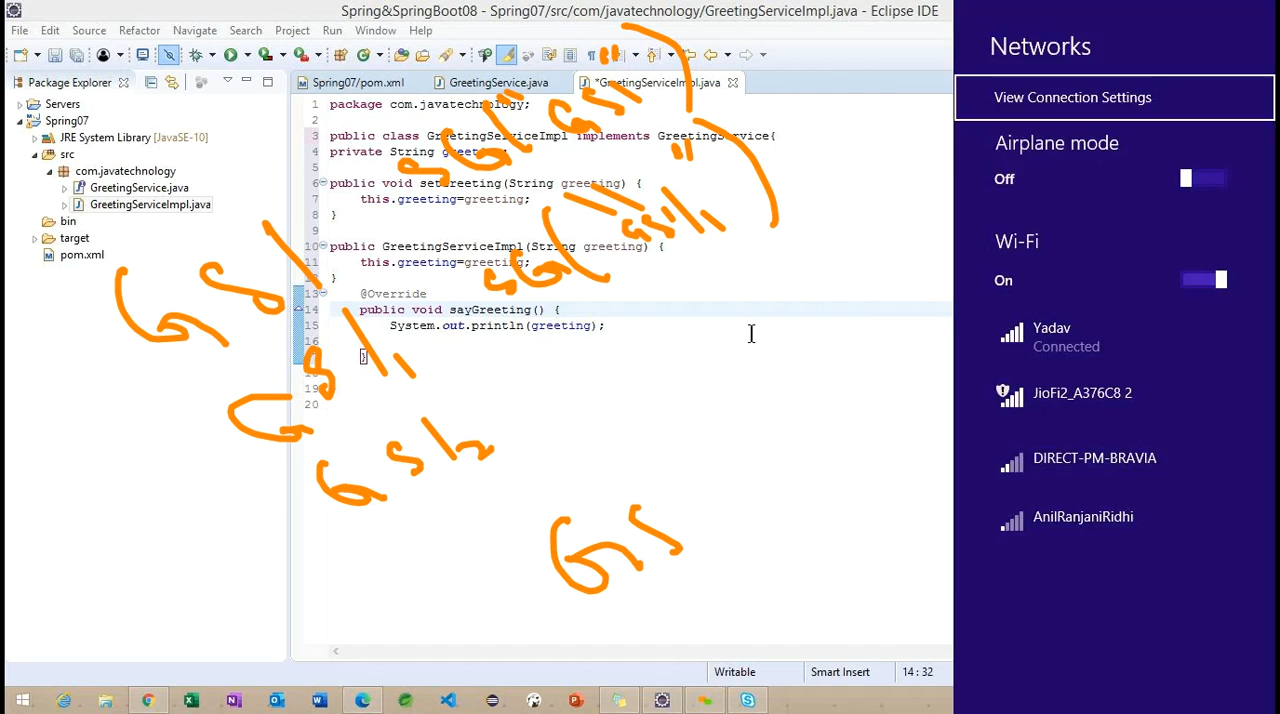 Spring&SpringBoot08 - Spring07/src/com/javatechnology/GreetingServiceImpl.java - Eclipse IDE
File Edit Source Refactor Navigate Search Project Run Window Help
Package Explorer
Spring07/pom.xml
GreetingService.java
*GreetingServiceImpl.java
Servers
Spring07
JRE System Library [JavaSE-10]
src
com.javatechnology
GreetingService.java
GreetingServiceImpl.java
bin
target
pom.xml
1 package com.javatechnology;
2
3 public class GreetingServiceImpl implements GreetingService{
4 private String greeting;
5
6 public void setGreeting(String greeting) {
7 this.greeting=greeting;
8 }
9
10 public GreetingServiceImpl(String greeting) {
11 this.greeting=greeting;
12 }
13 @Override
14 public void sayGreeting() {
15 System.out.println(greeting);
16
}
19
20
Writable Smart Insert 14 : 32
Networks
View Connection Settings
Airplane mode
Off
Wi-Fi
On
Yadav
Connected
JioFi2_A376C8 2
DIRECT-PM-BRAVIA
AnilRanjaniRidhi